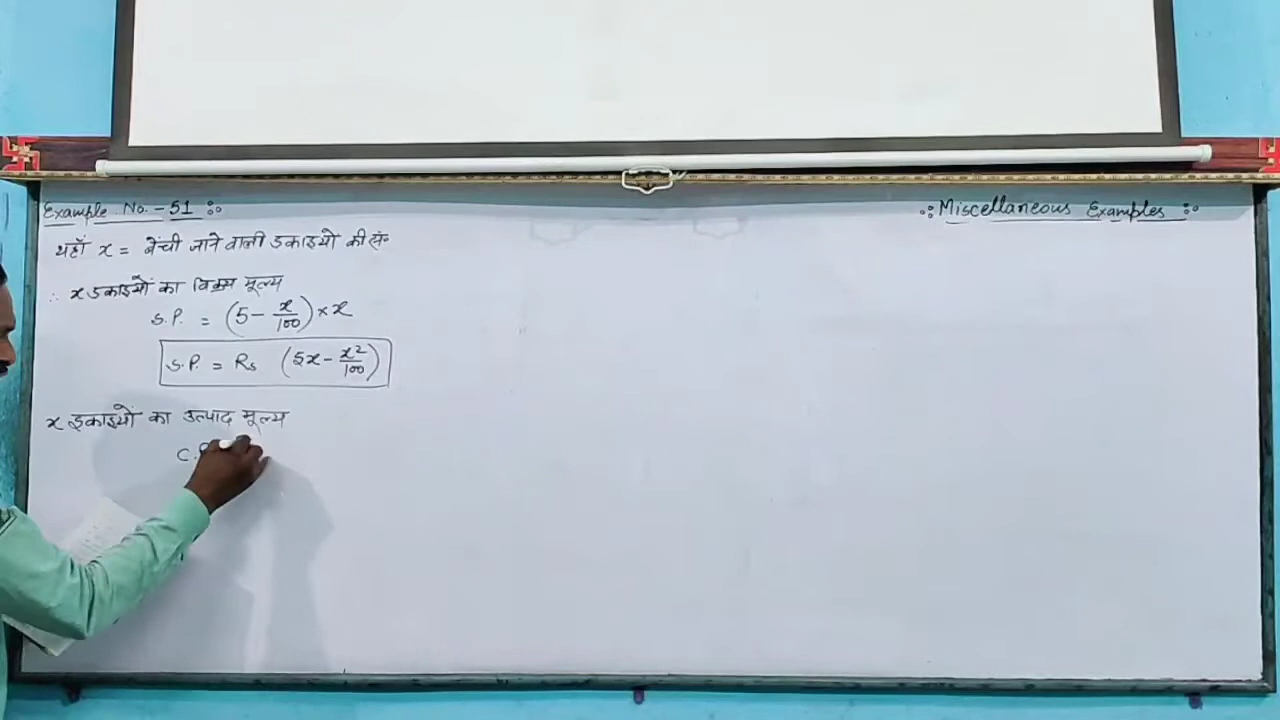 Example No. - 51 :
Miscellaneous Examples :
यहाँ x = बेंची जाने वाली इकाइयो की सं॰
∴ x इकाइयों का विक्रय मूल्य
S.P. = (5 - x/100) × x
S.P. = Rs (5x - x²/100)
x इकाइयों का उत्पाद मूल्य
C.